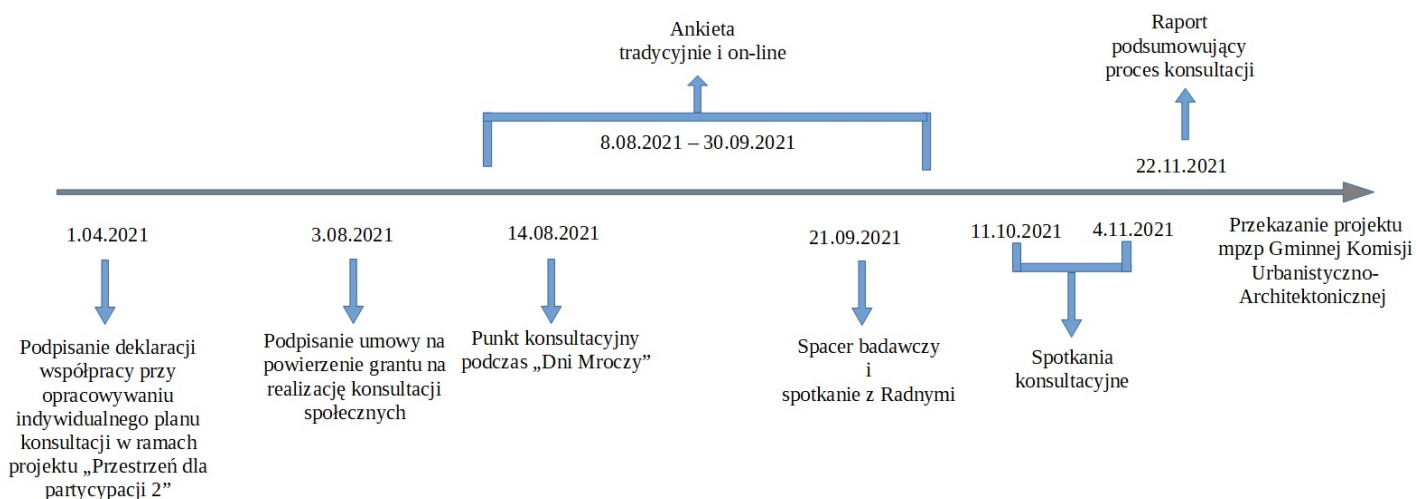 Ankieta
tradycyjnie i on-line
Raport
podsumowujący
proces konsultacji
8.08.2021 – 30.09.2021
22.11.2021
1.04.2021
3.08.2021
14.08.2021
21.09.2021
11.10.2021
4.11.2021
Przekazanie projektu
mpzp Gminnej Komisji
Urbanistyczno-
Architektonicznej
Podpisanie deklaracji
współpracy przy
opracowywaniu
indywidualnego planu
konsultacji w ramach
projektu „Przestrzeń dla
partycypacji 2”
Podpisanie umowy na
powierzenie grantu na
realizację konsultacji
społecznych
Punkt konsultacyjny
podczas „Dni Mroczy”
Spacer badawczy
i
spotkanie z Radnymi
Spotkania
konsultacyjne